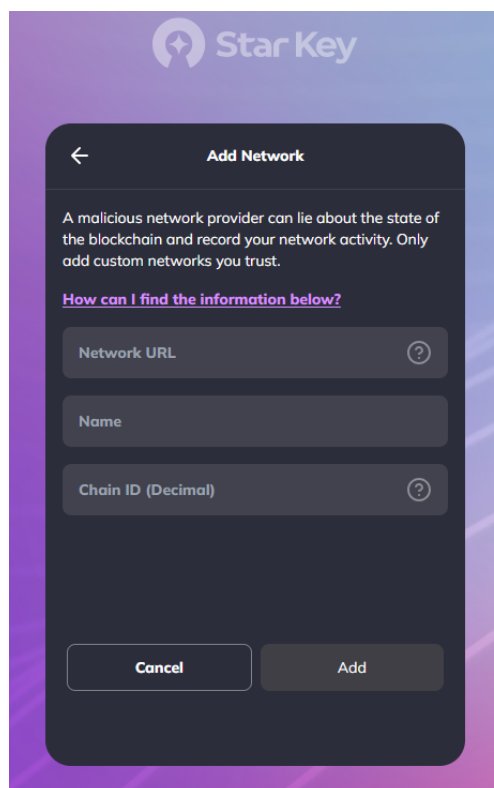 Star Key
Add Network
A malicious network provider can lie about the state of
the blockchain and record your network activity. Only
add custom networks you trust.
How can I find the information below?
Network URL
?
Name
Chain ID (Decimal)
?
Cancel
Add